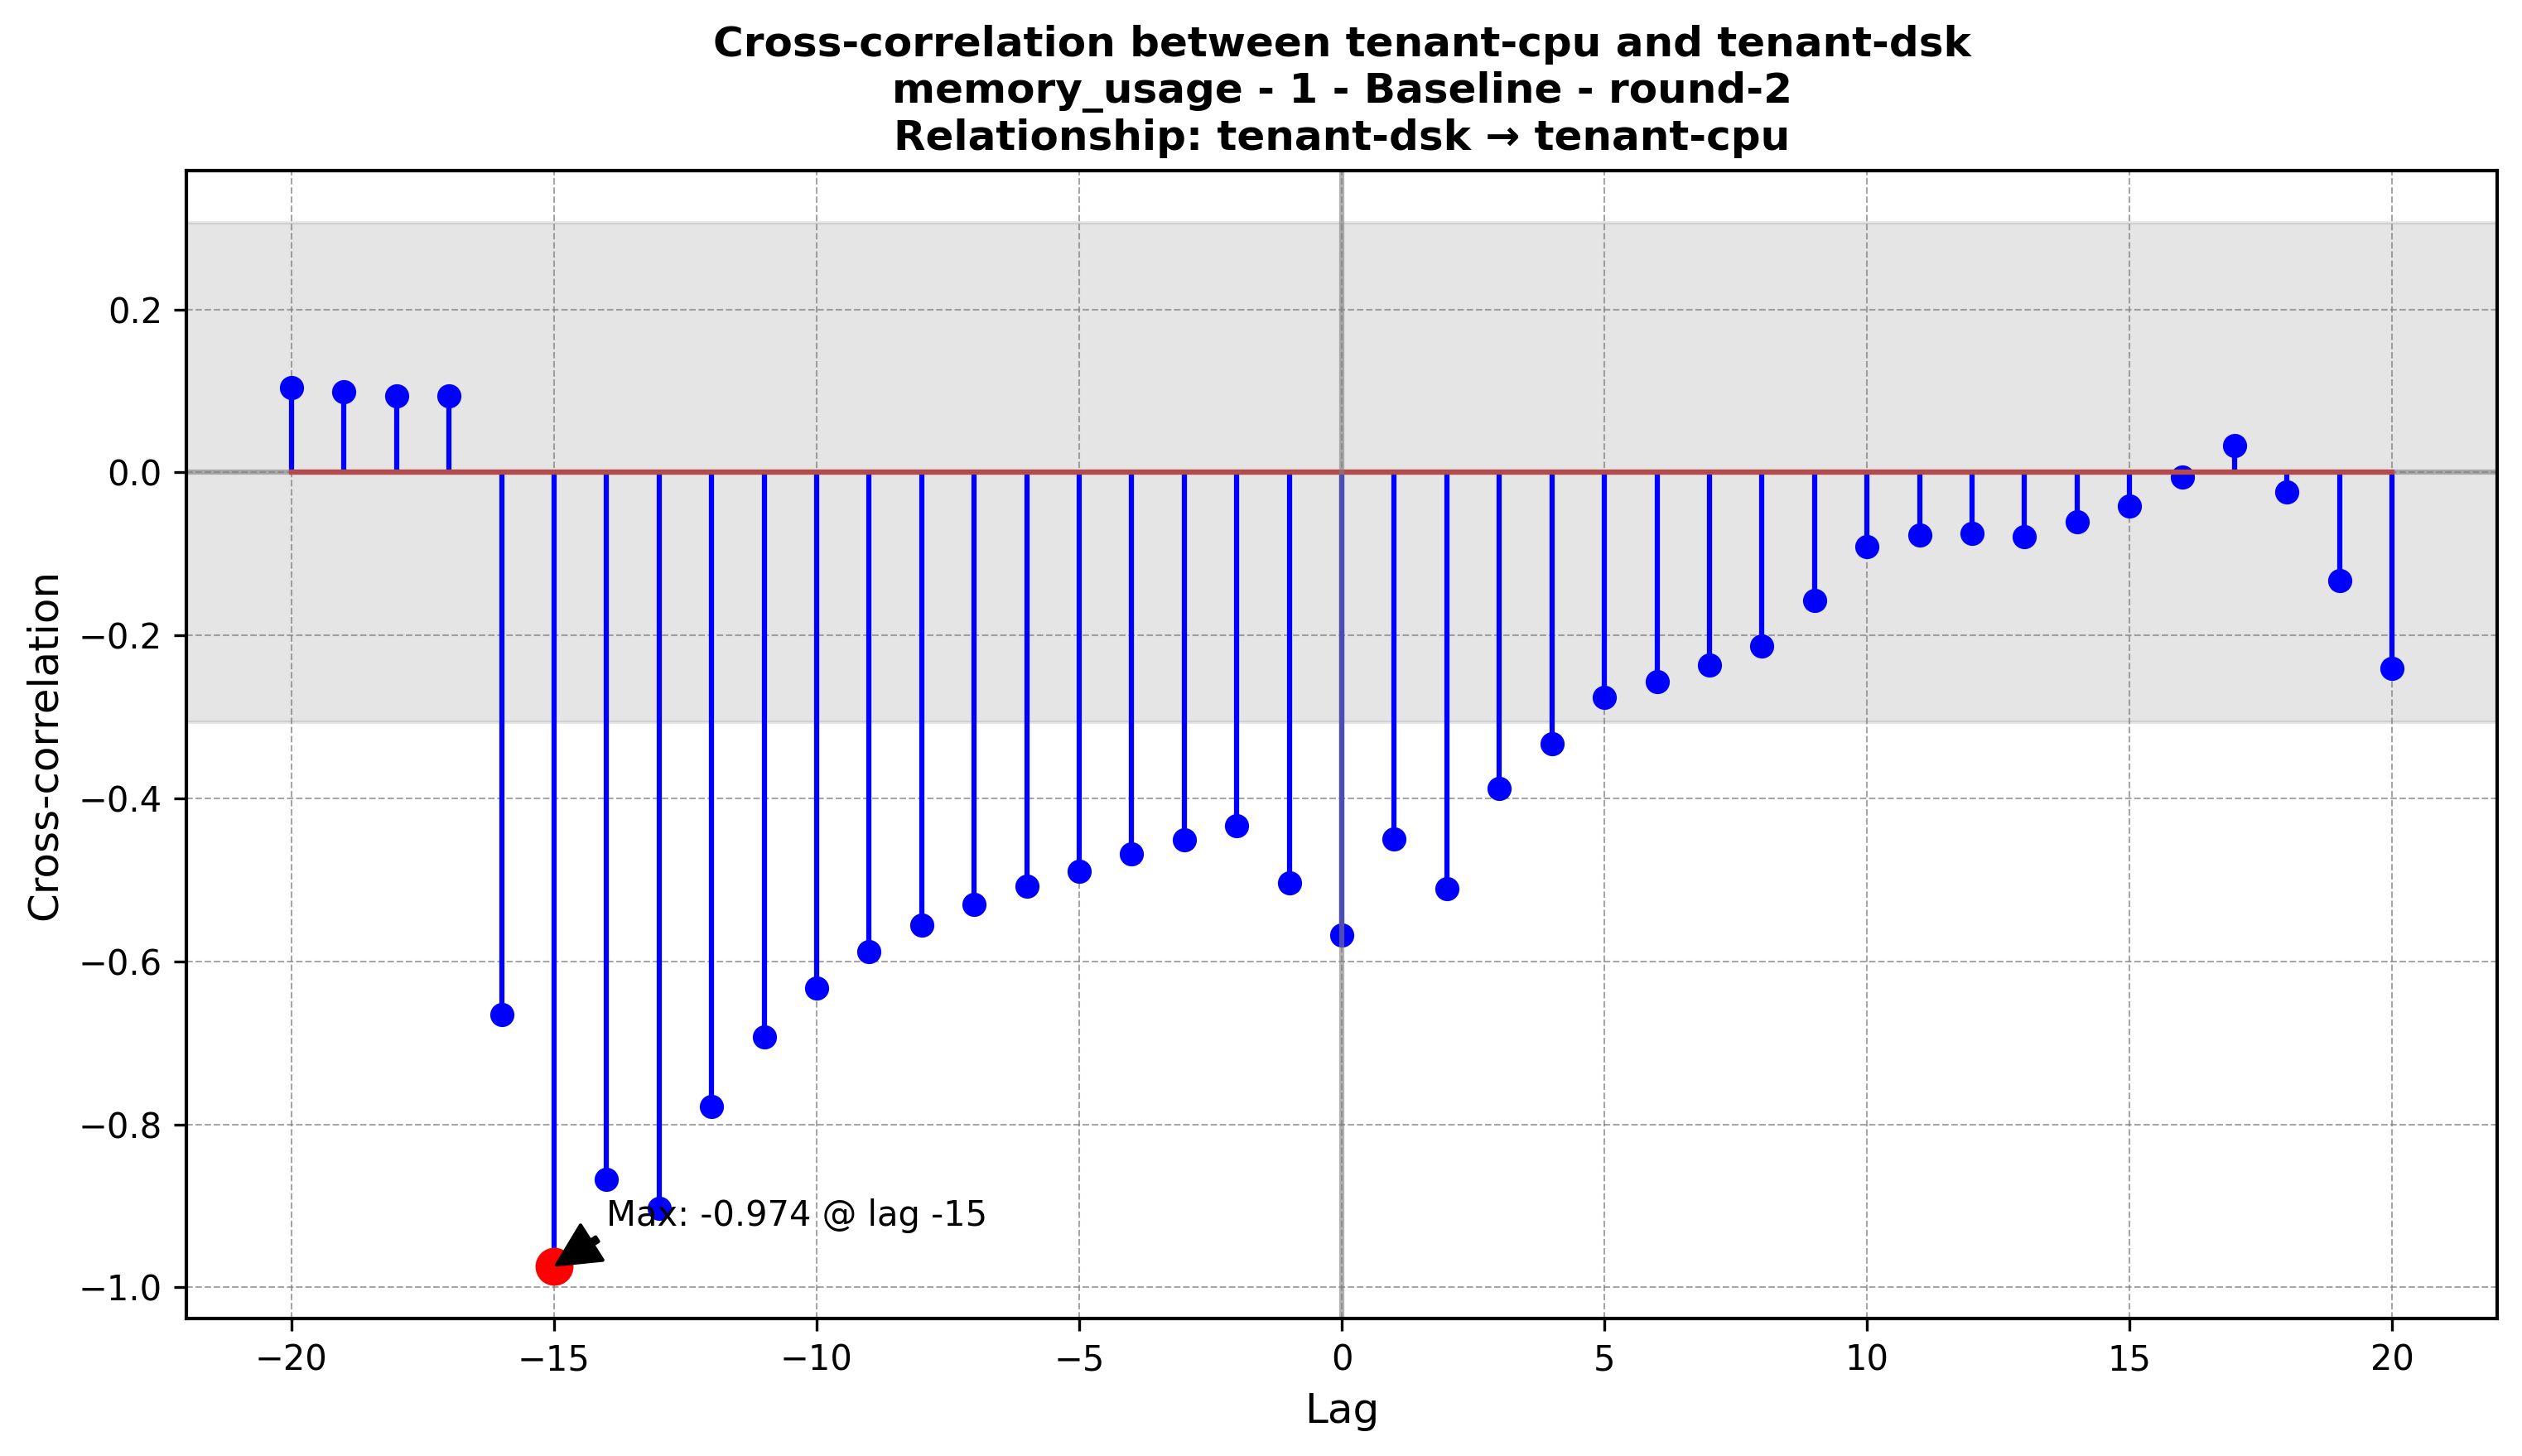 Cross-correlation between tenant-cpu and tenant-dsk
memory_usage - 1 - Baseline - round-2
Relationship: tenant-dsk → tenant-cpu
Cross-correlation
0.2
0.0
−0.2
−0.4
−0.6
−0.8
−1.0
Max: -0.974 @ lag -15
−20
−15
−10
−5
0
5
10
15
20
Lag